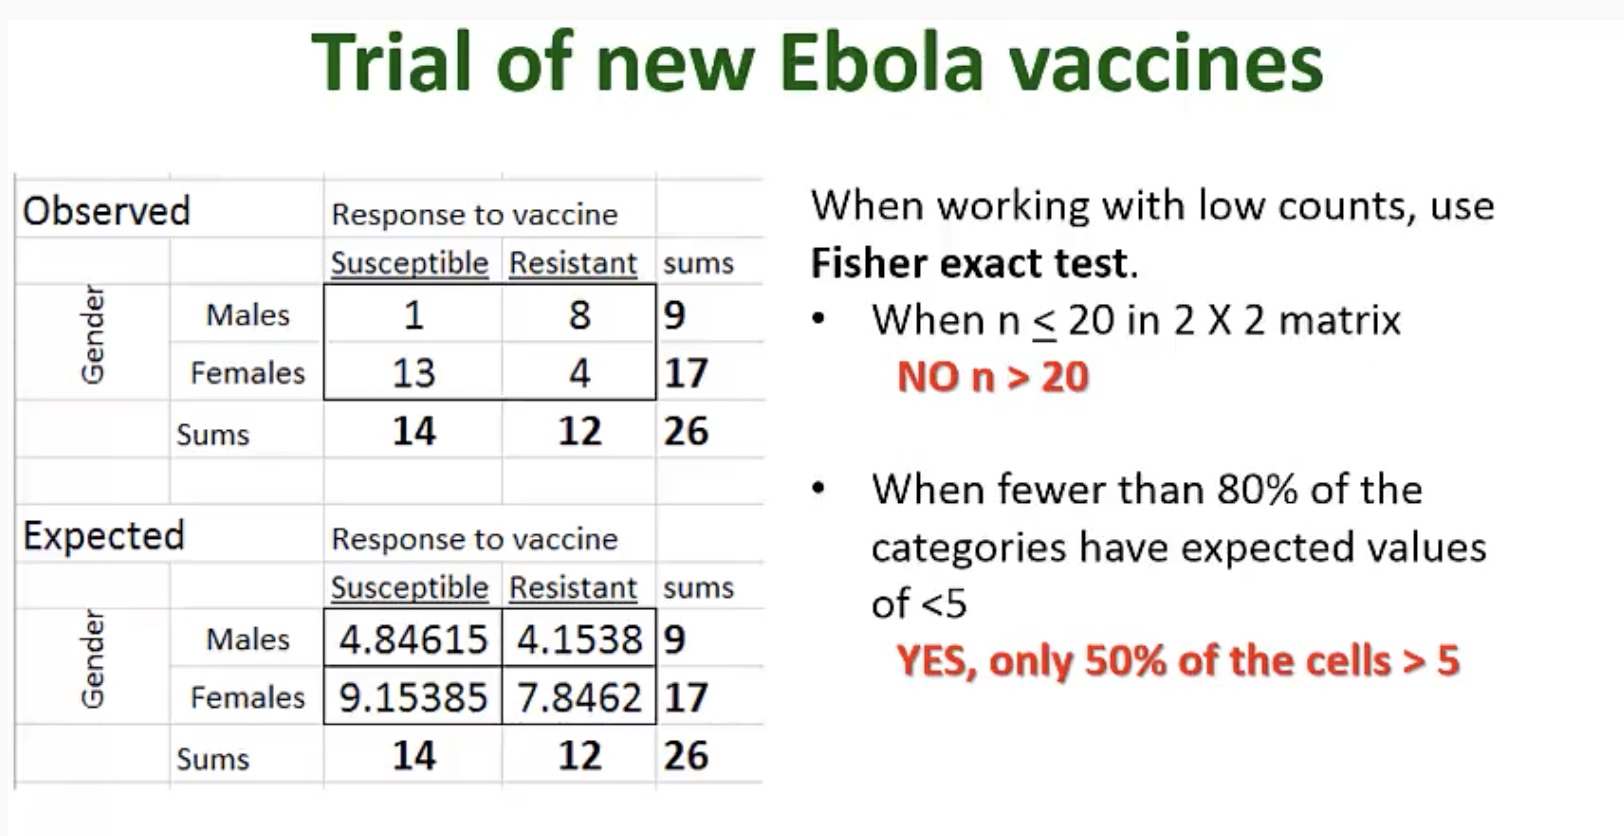 Trial of new Ebola vaccines
Observed Response to vaccine
Susceptible Resistant sums
Gender
Males 1 8 9
Females 13 4 17
Sums 14 12 26
Expected Response to vaccine
Susceptible Resistant sums
Gender
Males 4.84615 4.1538 9
Females 9.15385 7.8462 17
Sums 14 12 26
When working with low counts, use
Fisher exact test.
• When n ≤ 20 in 2 X 2 matrix
NO n > 20
• When fewer than 80% of the
categories have expected values
of <5
YES, only 50% of the cells > 5